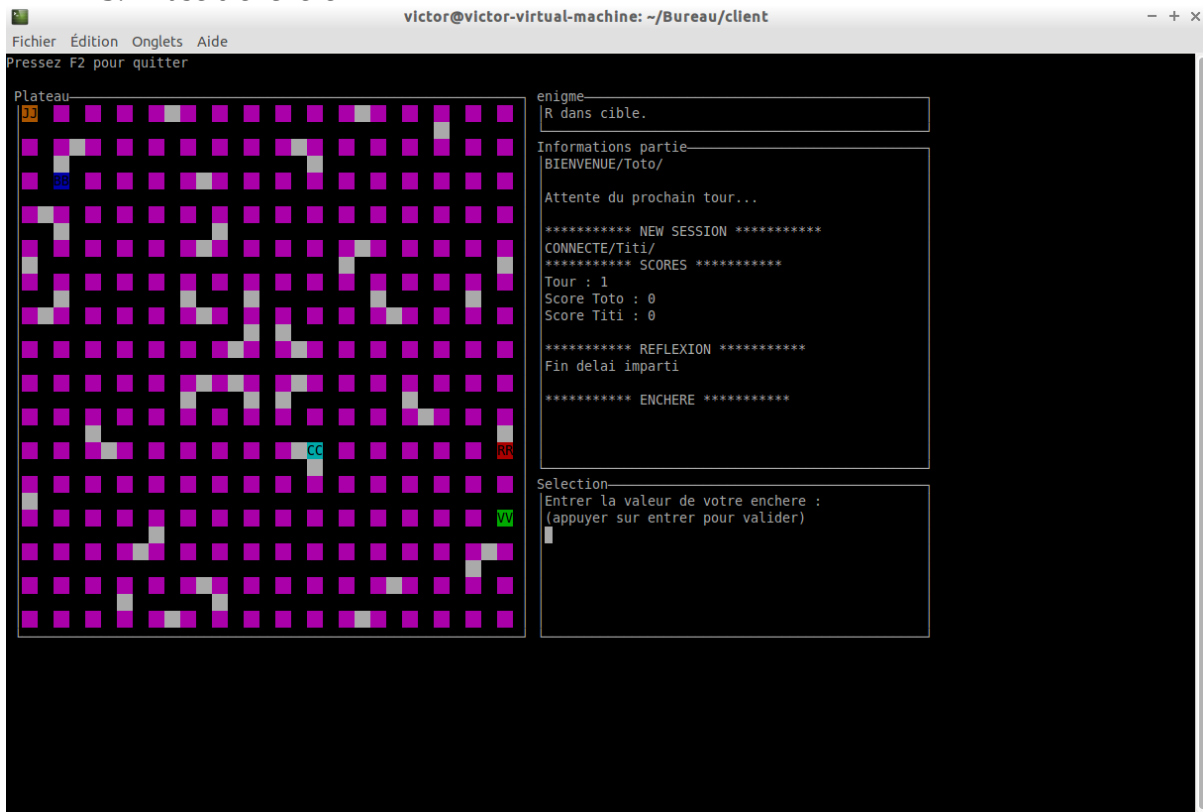 victor@victor-virtual-machine: ~/Bureau/client
Fichier Édition Onglets Aide
Pressez F2 pour quitter
Plateau
JJ
BB
CC
RR
VV
enigme
R dans cible.
Informations partie
BIENVENUE/Toto/
Attente du prochain tour...
*********** NEW SESSION ***********
CONNECTE/Titi/
*********** SCORES ***********
Tour : 1
Score Toto : 0
Score Titi : 0
*********** REFLEXION ***********
Fin delai imparti
*********** ENCHERE ***********
Selection
Entrer la valeur de votre enchere :
(appuyer sur entrer pour valider)